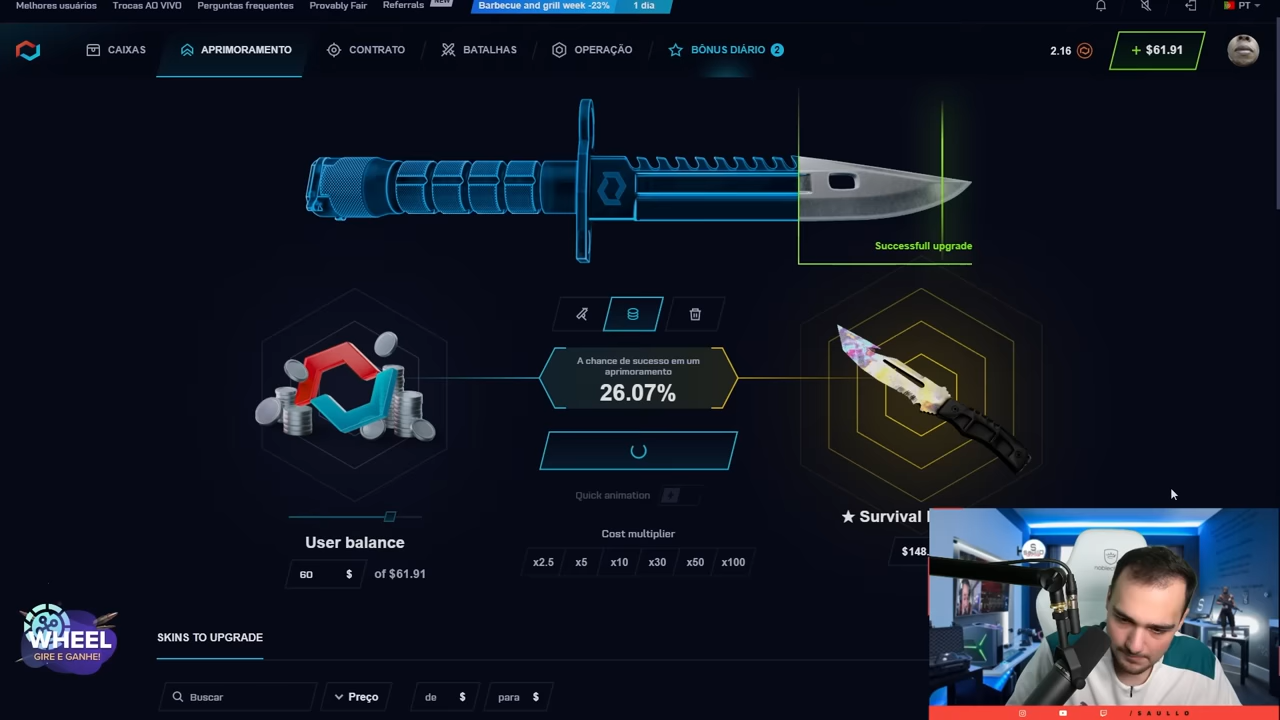 Melhores usuários
Trocas AO VIVO
Perguntas frequentes
Provably Fair
Referrals
NEW
Barbecue and grill week -23%
1 dia
PT
CAIXAS
APRIMORAMENTO
CONTRATO
BATALHAS
OPERAÇÃO
BÔNUS DIÁRIO 2
2.16
+ $61.91
Successfull upgrade
A chance de sucesso em um
aprimoramento
26.07%
Quick animation
Cost multiplier
x2.5 x5 x10 x30 x50 x100
User balance
60 $ of $61.91
★ Survival
$148.
WHEEL
GIRE E GANHE!
SKINS TO UPGRADE
Buscar
Preço
de $
para $
/SAULLO